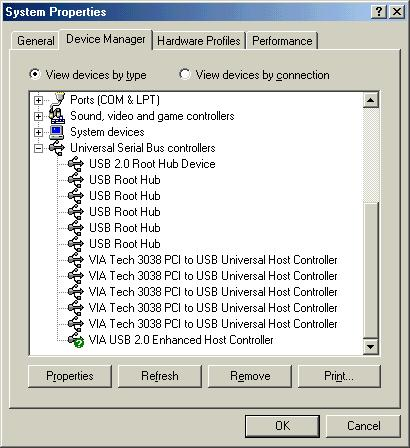 System Properties
General
Device Manager
Hardware Profiles
Performance
View devices by type
View devices by connection
Ports (COM & LPT)
Sound, video and game controllers
System devices
Universal Serial Bus controllers
USB 2.0 Root Hub Device
USB Root Hub
USB Root Hub
USB Root Hub
USB Root Hub
USB Root Hub
VIA Tech 3038 PCI to USB Universal Host Controller
VIA Tech 3038 PCI to USB Universal Host Controller
VIA Tech 3038 PCI to USB Universal Host Controller
VIA Tech 3038 PCI to USB Universal Host Controller
VIA Tech 3038 PCI to USB Universal Host Controller
VIA USB 2.0 Enhanced Host Controller
Properties
Refresh
Remove
Print...
OK
Cancel